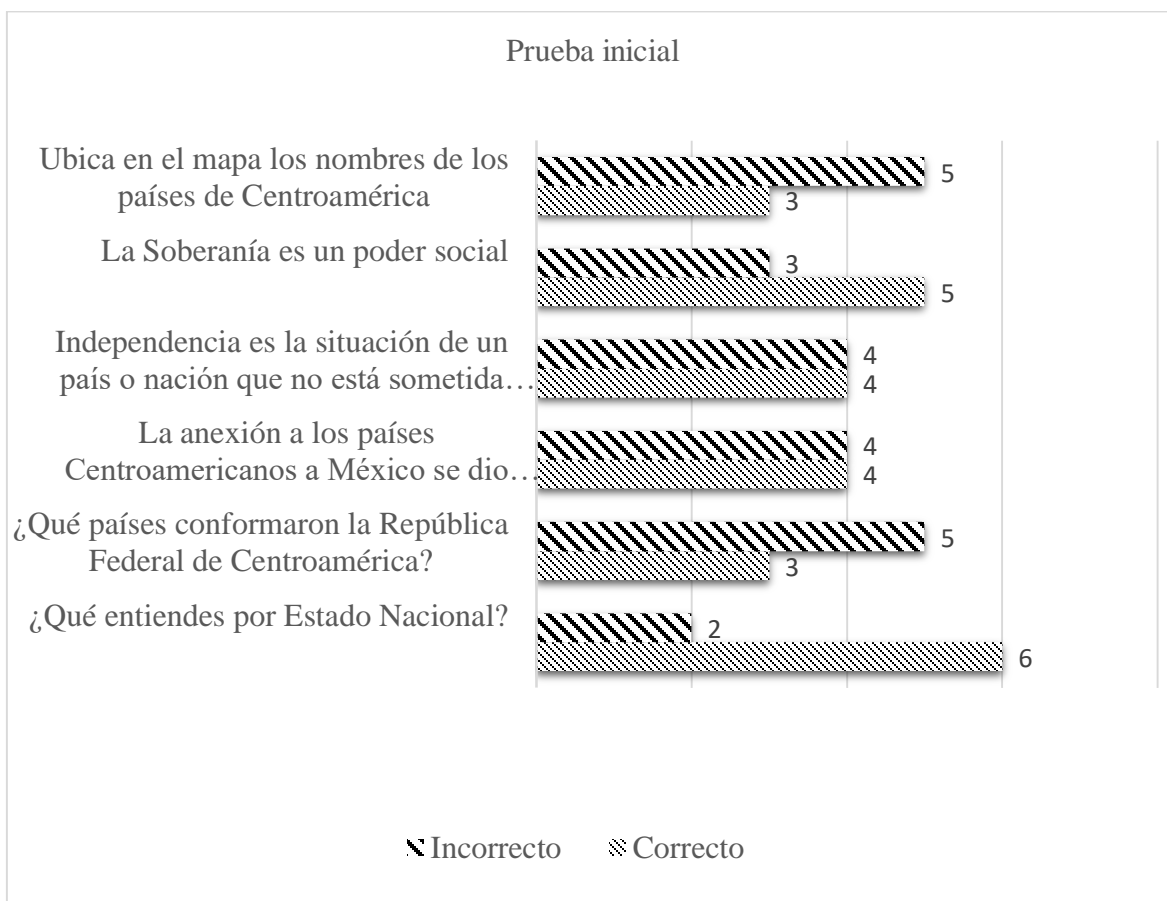 Prueba inicial
Ubica en el mapa los nombres de los
países de Centroamérica
5
3
La Soberanía es un poder social
3
5
Independencia es la situación de un
país o nación que no está sometida…
4
4
La anexión a los países
Centroamericanos a México se dio…
4
4
¿Qué países conformaron la República
Federal de Centroamérica?
5
3
¿Qué entiendes por Estado Nacional?
2
6
Incorrecto Correcto